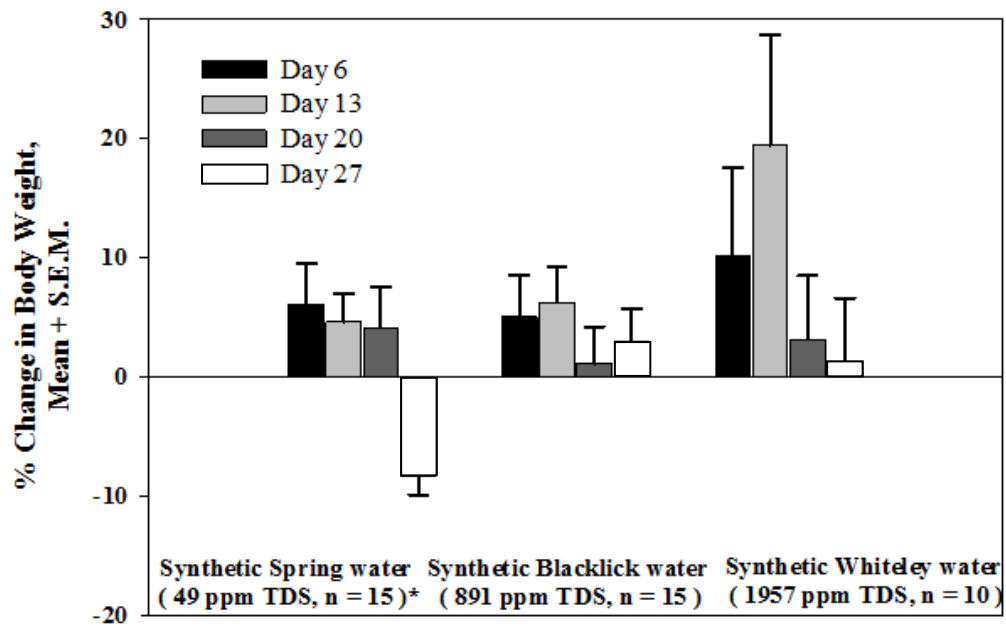 30
20
10
0
-10
-20
% Change in Body Weight,
Mean + S.E.M.
Day 6
Day 13
Day 20
Day 27
Synthetic Spring water
( 49 ppm TDS, n = 15 )*
Synthetic Blacklick water
( 891 ppm TDS, n = 15 )
Synthetic Whiteley water
( 1957 ppm TDS, n = 10 )